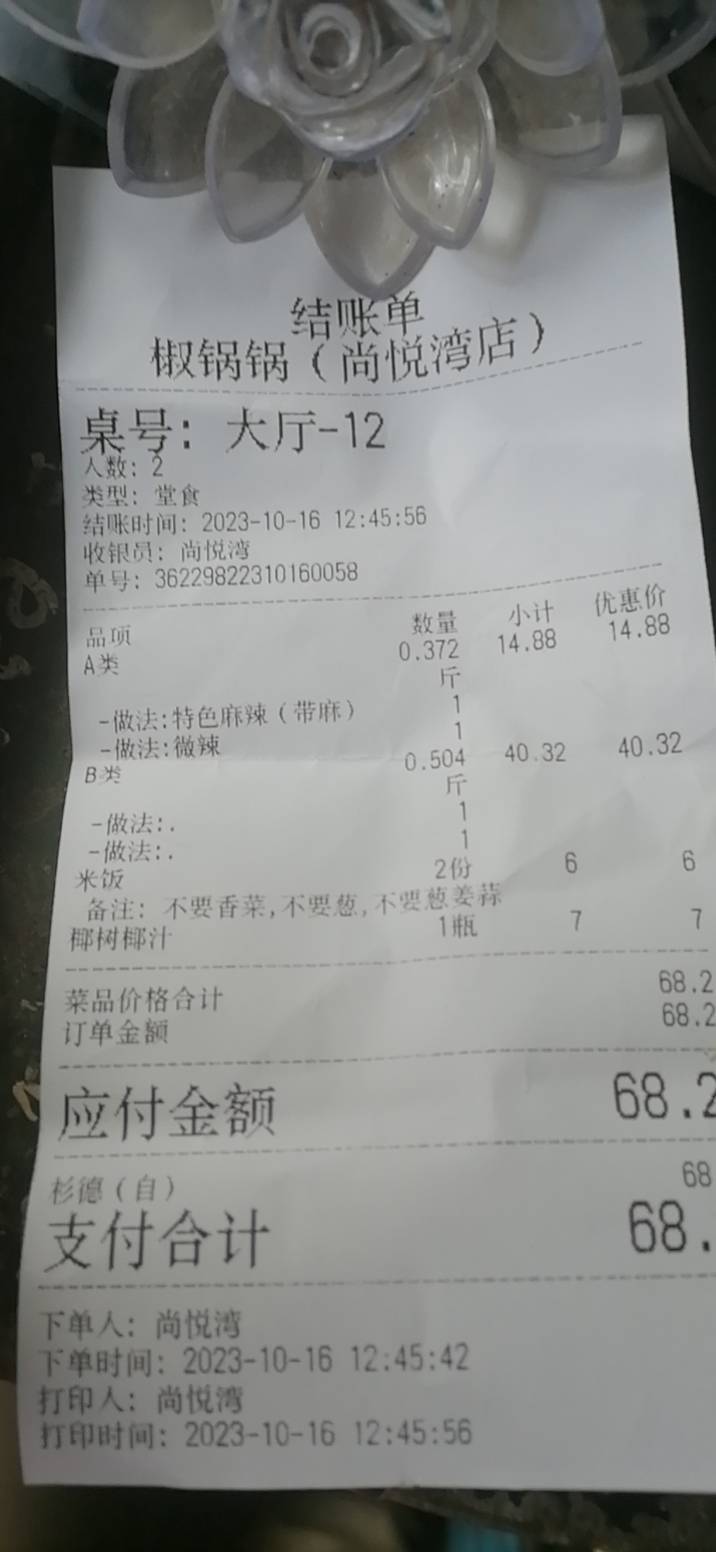 结账单
椒锅锅（尚悦湾店）
桌号：大厅-12
人数：2
类型：堂食
结账时间：2023-10-16 12:45:56
收银员：尚悦湾
单号：36229822310160058
品项 数量 小计 优惠价
A类 0.372 14.88 14.88
斤
-做法:特色麻辣（带麻） 1
-做法:微辣 1
B类 0.504 40.32 40.32
斤
-做法:. 1
-做法:. 1
米饭 2份 6 6
备注：不要香菜,不要葱,不要葱姜蒜
椰树椰汁 1瓶 7 7
菜品价格合计 68.2
订单金额 68.2
应付金额 68.2
杉德（自） 68
支付合计 68.
下单人：尚悦湾
下单时间：2023-10-16 12:45:42
打印人：尚悦湾
打印时间：2023-10-16 12:45:56